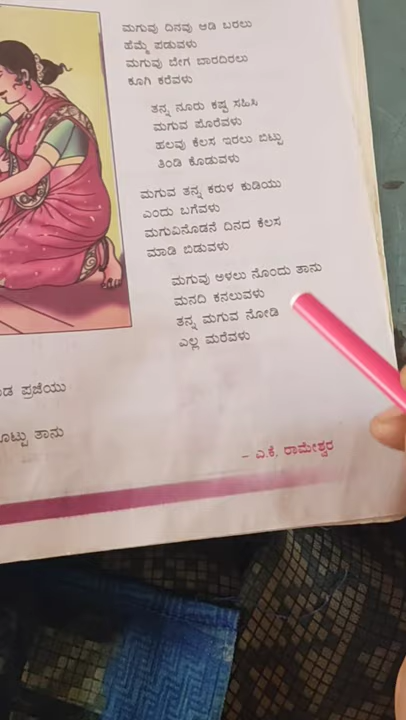 ಮಗುವು ದಿನವು ಆಡಿ ಬರಲು
ಹೆಮ್ಮೆ ಪಡುವಳು
ಮಗುವು ಬೇಗ ಬಾರದಿರಲು
ಕೂಗಿ ಕರೆವಳು
ತನ್ನ ನೂರು ಕಷ್ಟ ಸಹಿಸಿ
ಮಗುವ ಪೊರೆವಳು
ಹಲವು ಕೆಲಸ ಇರಲು ಬಿಟ್ಟು
ತಿಂಡಿ ಕೊಡುವಳು
ಮಗುವ ತನ್ನ ಕರುಳ ಕುಡಿಯು
ಎಂದು ಬಗೆವಳು
ಮಗುವಿನೊಡನೆ ದಿನದ ಕೆಲಸ
ಮಾಡಿ ಬಿಡುವಳು
ಮಗುವು ಅಳಲು ನೊಂದು ತಾನು
ಮನದಿ ಕನಲುವಳು
ತನ್ನ ಮಗುವ ನೋಡಿ
ಎಲ್ಲ ಮರೆವಳು
ಡ ಪ್ರಜೆಯು
ೊಟ್ಟು ತಾನು
– ಎ.ಕೆ. ರಾಮೇಶ್ವರ